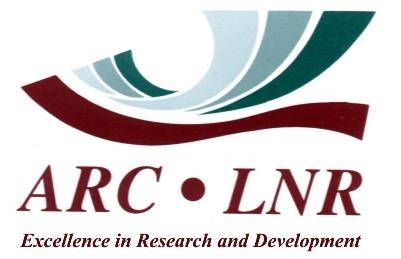 ARC • LNR
Excellence in Research and Development